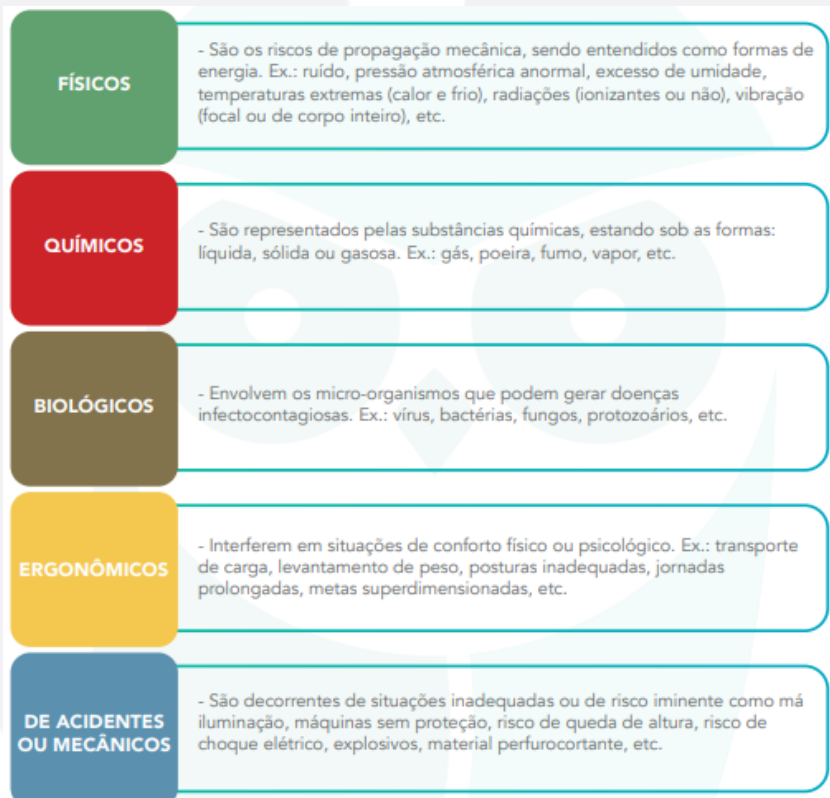 FÍSICOS
- São os riscos de propagação mecânica, sendo entendidos como formas de
energia. Ex.: ruído, pressão atmosférica anormal, excesso de umidade,
temperaturas extremas (calor e frio), radiações (ionizantes ou não), vibração
(focal ou de corpo inteiro), etc.
QUÍMICOS
- São representados pelas substâncias químicas, estando sob as formas:
líquida, sólida ou gasosa. Ex.: gás, poeira, fumo, vapor, etc.
BIOLÓGICOS
- Envolvem os micro-organismos que podem gerar doenças
infectocontagiosas. Ex.: vírus, bactérias, fungos, protozoários, etc.
ERGONÔMICOS
- Interferem em situações de conforto físico ou psicológico. Ex.: transporte
de carga, levantamento de peso, posturas inadequadas, jornadas
prolongadas, metas superdimensionadas, etc.
DE ACIDENTES
OU MECÂNICOS
- São decorrentes de situações inadequadas ou de risco iminente como má
iluminação, máquinas sem proteção, risco de queda de altura, risco de
choque elétrico, explosivos, material perfurocortante, etc.